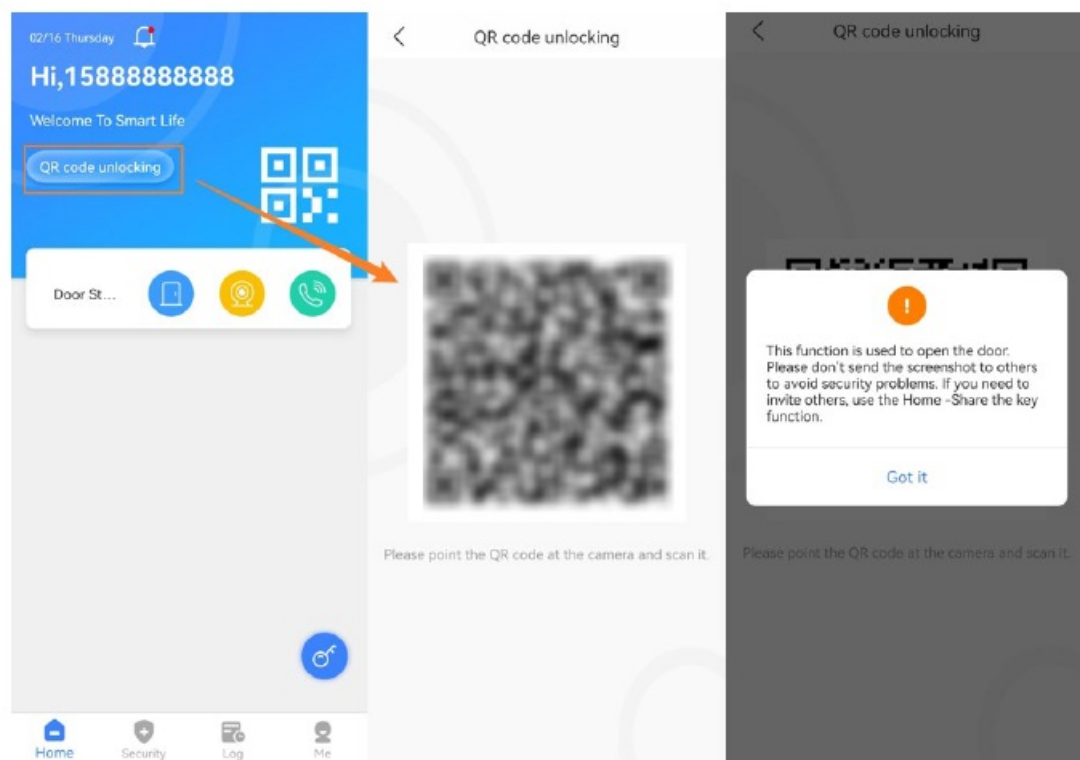 02/16 Thursday
Hi,15888888888
Welcome To Smart Life
QR code unlocking
Door St...
Home
Security
Log
Me
QR code unlocking
Please point the QR code at the camera and scan it.
QR code unlocking
This function is used to open the door.
Please don't send the screenshot to others
to avoid security problems. If you need to
invite others, use the Home -Share the key
function.
Got it
Please point the QR code at the camera and scan it.